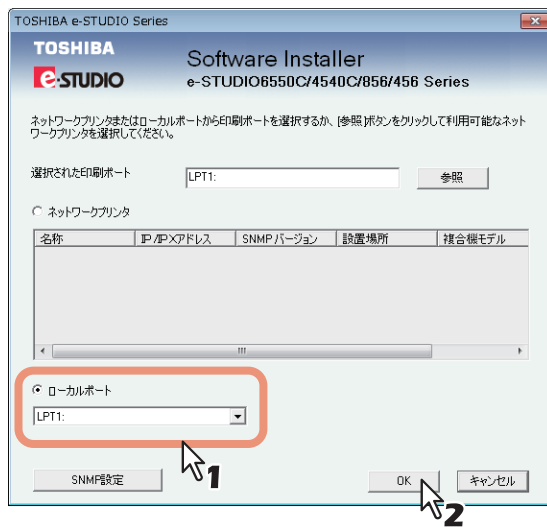 TOSHIBA e-STUDIO Series
TOSHIBA
e-STUDIO
Software Installer
e-STUDIO6550C/4540C/856/456 Series
ネットワークプリンタまたはローカルポートから印刷ポートを選択するか、[参照]ボタンをクリックして利用可能なネット
ワークプリンタを選択してください。
選択された印刷ポート
LPT1:
参照
ネットワークプリンタ
名称 IP/IPXアドレス SNMPバージョン 設置場所 複合機モデル
ローカルポート
LPT1:
1
SNMP設定
OK
キャンセル
2